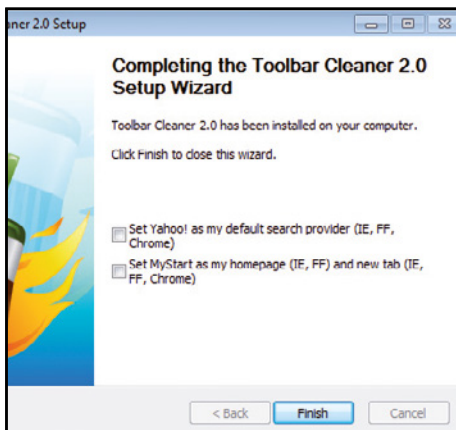 aner 2.0 Setup
Completing the Toolbar Cleaner 2.0
Setup Wizard
Toolbar Cleaner 2.0 has been installed on your computer.
Click Finish to close this wizard.
Set Yahoo! as my default search provider (IE, FF,
Chrome)
Set MyStart as my homepage (IE, FF) and new tab (IE,
FF, Chrome)
< Back Finish Cancel